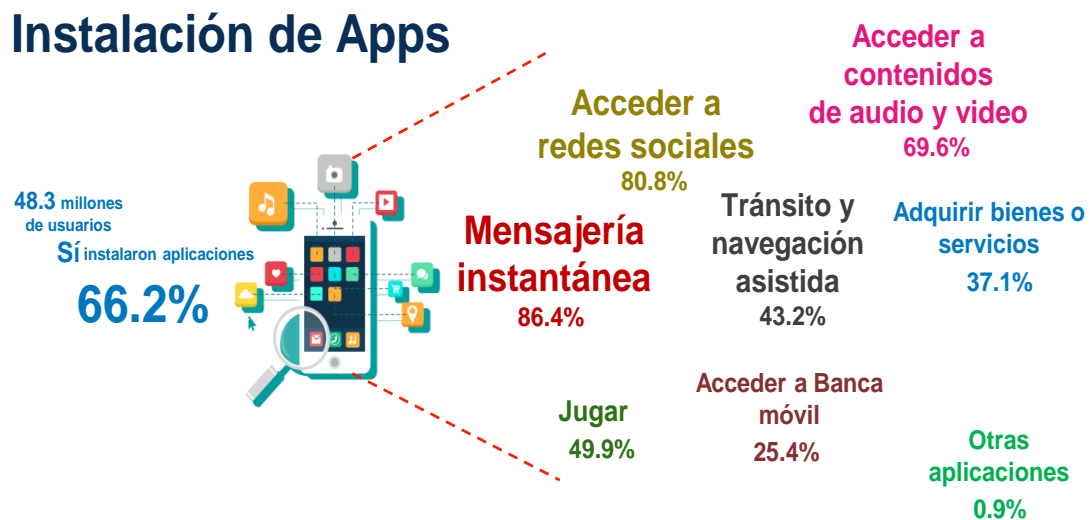 Instalación de Apps
48.3 millones
de usuarios
Sí instalaron aplicaciones
66.2%
Acceder a
redes sociales
80.8%
Acceder a
contenidos
de audio y video
69.6%
Mensajería
instantánea
86.4%
Tránsito y
navegación
asistida
43.2%
Adquirir bienes o
servicios
37.1%
Jugar
49.9%
Acceder a Banca
móvil
25.4%
Otras
aplicaciones
0.9%